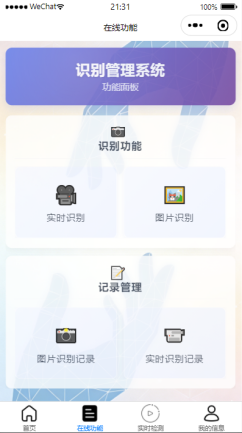 WeChat
21:31
100%
在线功能
识别管理系统
功能面板
识别功能
实时识别
图片识别
记录管理
图片识别记录
实时识别记录
首页
在线功能
实时检测
我的信息